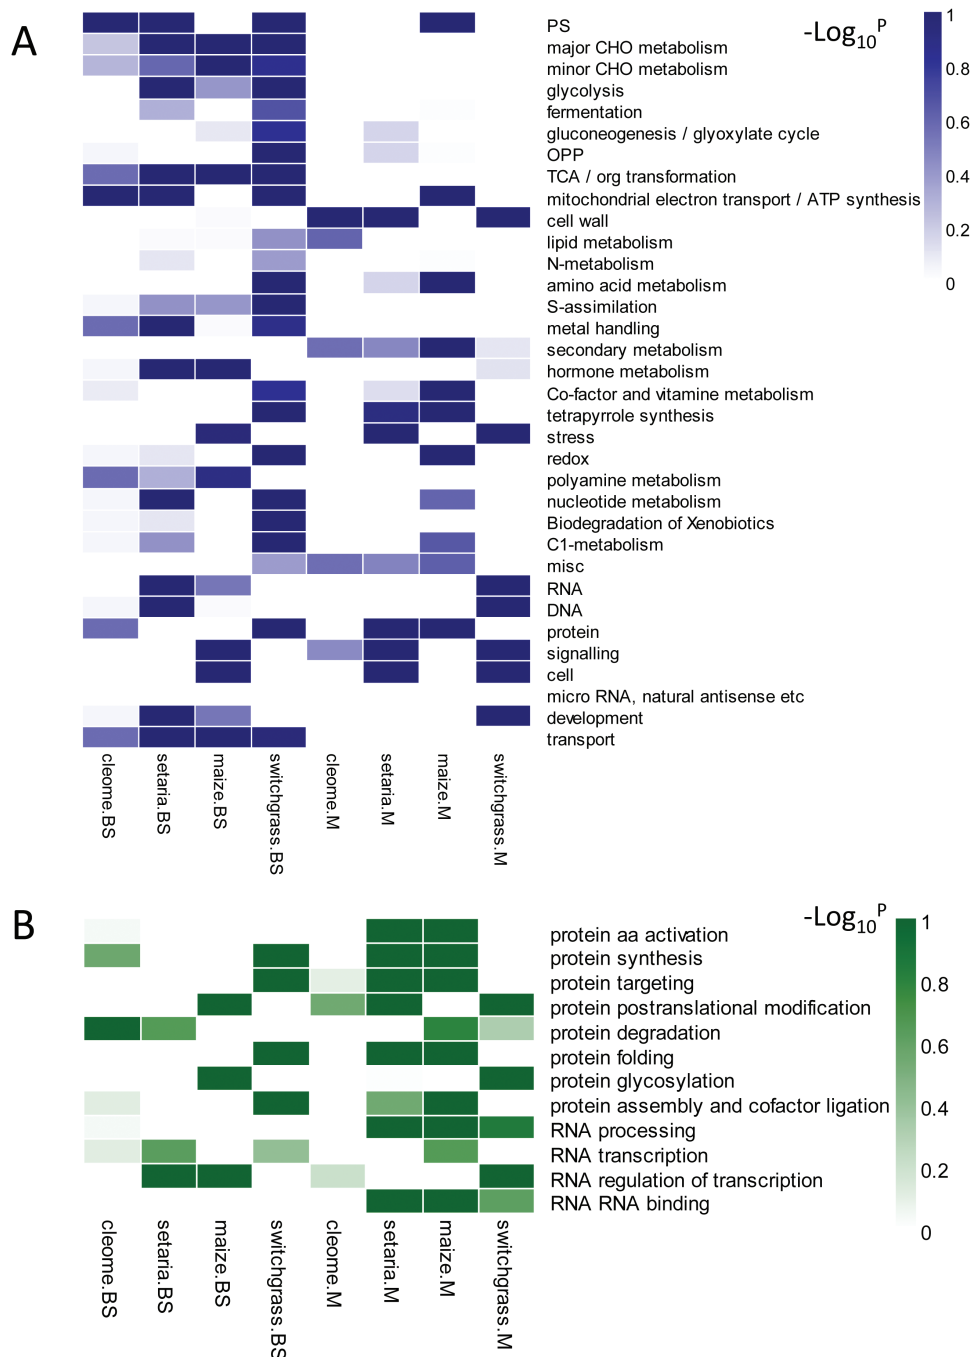 A
-Log10P
PS
major CHO metabolism
minor CHO metabolism
glycolysis
fermentation
gluconeogenesis / glyoxylate cycle
OPP
TCA / org transformation
mitochondrial electron transport / ATP synthesis
cell wall
lipid metabolism
N-metabolism
amino acid metabolism
S-assimilation
metal handling
secondary metabolism
hormone metabolism
Co-factor and vitamine metabolism
tetrapyrrole synthesis
stress
redox
polyamine metabolism
nucleotide metabolism
Biodegradation of Xenobiotics
C1-metabolism
misc
RNA
DNA
protein
signalling
cell
micro RNA, natural antisense etc
development
transport
1
0.8
0.6
0.4
0.2
0
cleome.BS
setaria.BS
maize.BS
switchgrass.BS
cleome.M
setaria.M
maize.M
switchgrass.M
B
-Log10P
protein aa activation
protein synthesis
protein targeting
protein postranslational modification
protein degradation
protein folding
protein glycosylation
protein assembly and cofactor ligation
RNA processing
RNA transcription
RNA regulation of transcription
RNA RNA binding
1
0.8
0.6
0.4
0.2
0
cleome.BS
setaria.BS
maize.BS
switchgrass.BS
cleome.M
setaria.M
maize.M
switchgrass.M